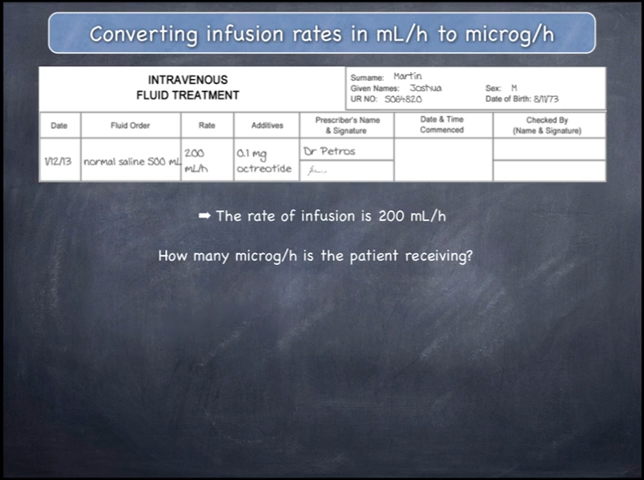 Converting infusion rates in mL/h to microg/h
INTRAVENOUS
FLUID TREATMENT
Surname: Martin
Given Names: Joshua Sex: M
UR NO: S064820 Date of Birth: 8/11/73
Date Fluid Order Rate Additives Prescriber's Name & Signature Date & Time Commenced Checked By (Name & Signature)
1/12/13 normal saline 500 mL 200 mL/h 0.1 mg octreotide Dr Petros
➡ The rate of infusion is 200 mL/h
How many microg/h is the patient receiving?